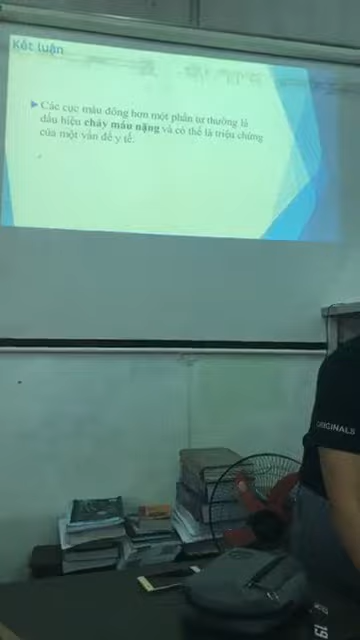 Kết luận
Các cục máu đông hơn một phần tư thường là
dấu hiệu chảy máu nặng và có thể là triệu chứng
của một vấn đề y tế.
ORIGINALS